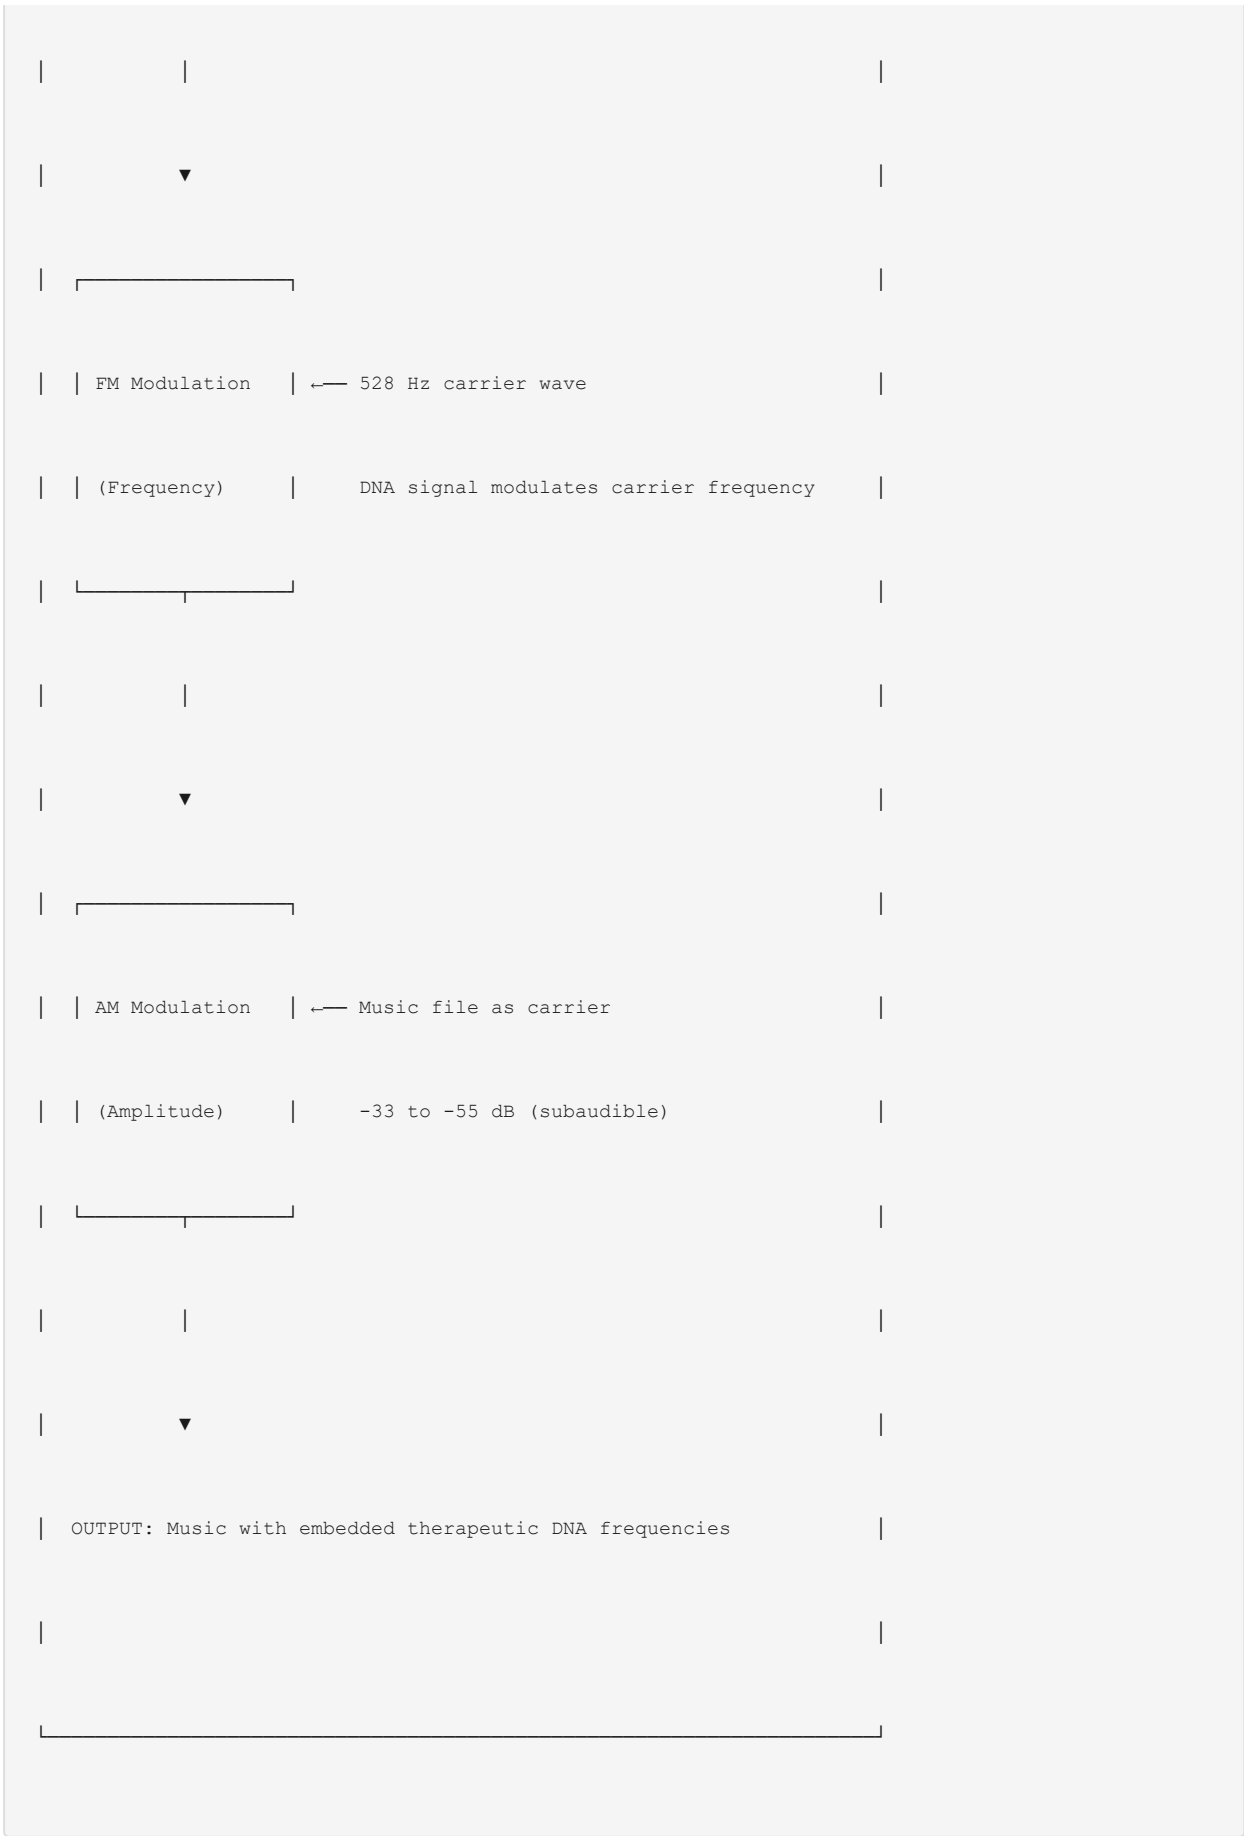 │ │ │
│ ▼ │
│ ┌────────────────┐ │
│ │ FM Modulation │ ←── 528 Hz carrier wave │
│ │ (Frequency) │ DNA signal modulates carrier frequency │
│ └────────┬────────┘ │
│ │ │
│ ▼ │
│ ┌────────────────┐ │
│ │ AM Modulation │ ←── Music file as carrier │
│ │ (Amplitude) │ -33 to -55 dB (subaudible) │
│ └────────┬────────┘ │
│ │ │
│ ▼ │
│ OUTPUT: Music with embedded therapeutic DNA frequencies │
│ │
└─────────────────────────────────────────────────────────────────┘